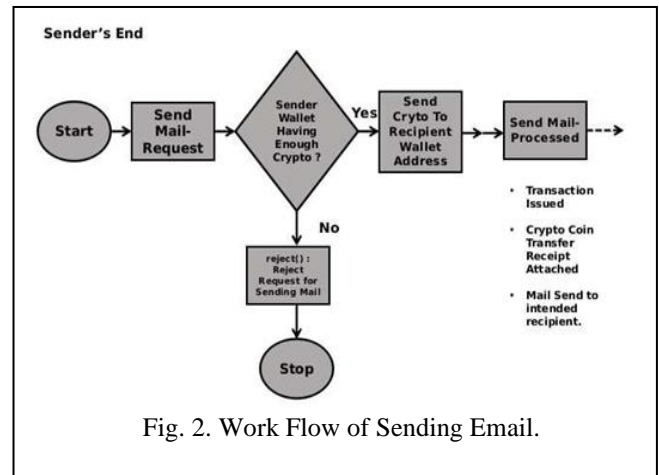 Sender's End
Start
Send
Mail-
Request
Sender
Wallet
Having
Enough
Crypto ?
Yes
Send
Cryto To
Recipient
Wallet
Address
Send Mail-
Processed
No
reject() :
Reject
Request for
Sending Mail
Stop
• Transaction
Issued
• Crypto Coin
Transfer
Receipt
Attached
• Mail Send to
intended
recipient.
Fig. 2. Work Flow of Sending Email.